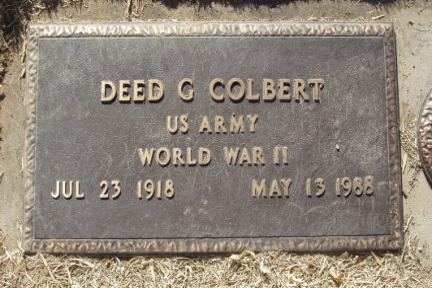 DEED G COLBERT
US ARMY
WORLD WAR II
JUL 23 1918 MAY 13 1988